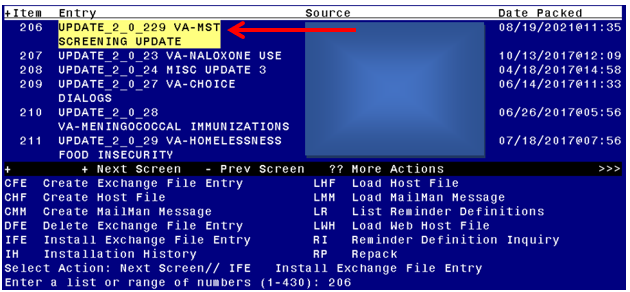 +Item  Entry  Source  Date Packed
206  UPDATE_2_0_229 VA-MST  08/19/2021@11:35
SCREENING UPDATE
207  UPDATE_2_0_23 VA-NALOXONE USE  10/13/2017@12:09
208  UPDATE_2_0_24 MISC UPDATE 3  04/18/2017@14:58
209  UPDATE_2_0_27 VA-CHOICE  06/14/2017@11:33
DIALOGS
210  UPDATE_2_0_28  06/26/2017@05:56
VA-MENINGOCOCCAL IMMUNIZATIONS
211  UPDATE_2_0_29 VA-HOMELESSNESS  07/18/2017@07:56
FOOD INSECURITY
+  + Next Screen  - Prev Screen  ?? More Actions  >>>
CFE  Create Exchange File Entry  LHF  Load Host File
CHF  Create Host File  LMM  Load MailMan Message
CMM  Create MailMan Message  LR  List Reminder Definitions
DFE  Delete Exchange File Entry  LWH  Load Web Host File
IFE  Install Exchange File Entry  RI  Reminder Definition Inquiry
IH  Installation History  RP  Repack
Select Action: Next Screen// IFE  Install Exchange File Entry
Enter a list or range of numbers (1-430): 206